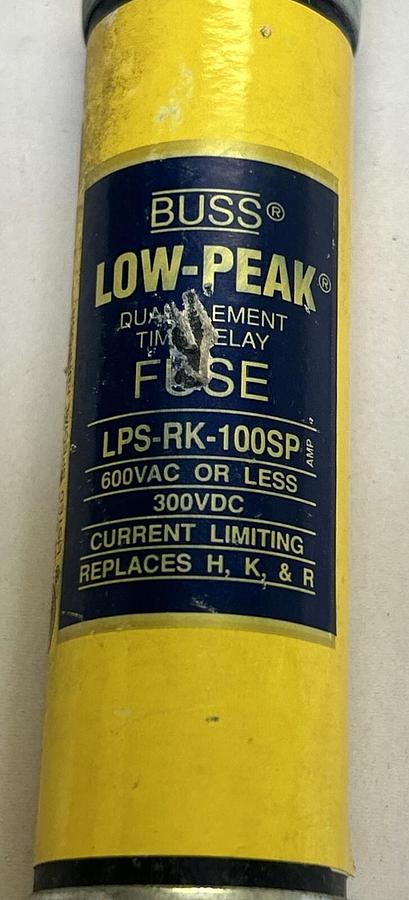 BUSS®
LOW-PEAK®
FUSE
LPS-RK-100SP AMP
600VAC OR LESS
300VDC
CURRENT LIMITING
REPLACES H, K, & R